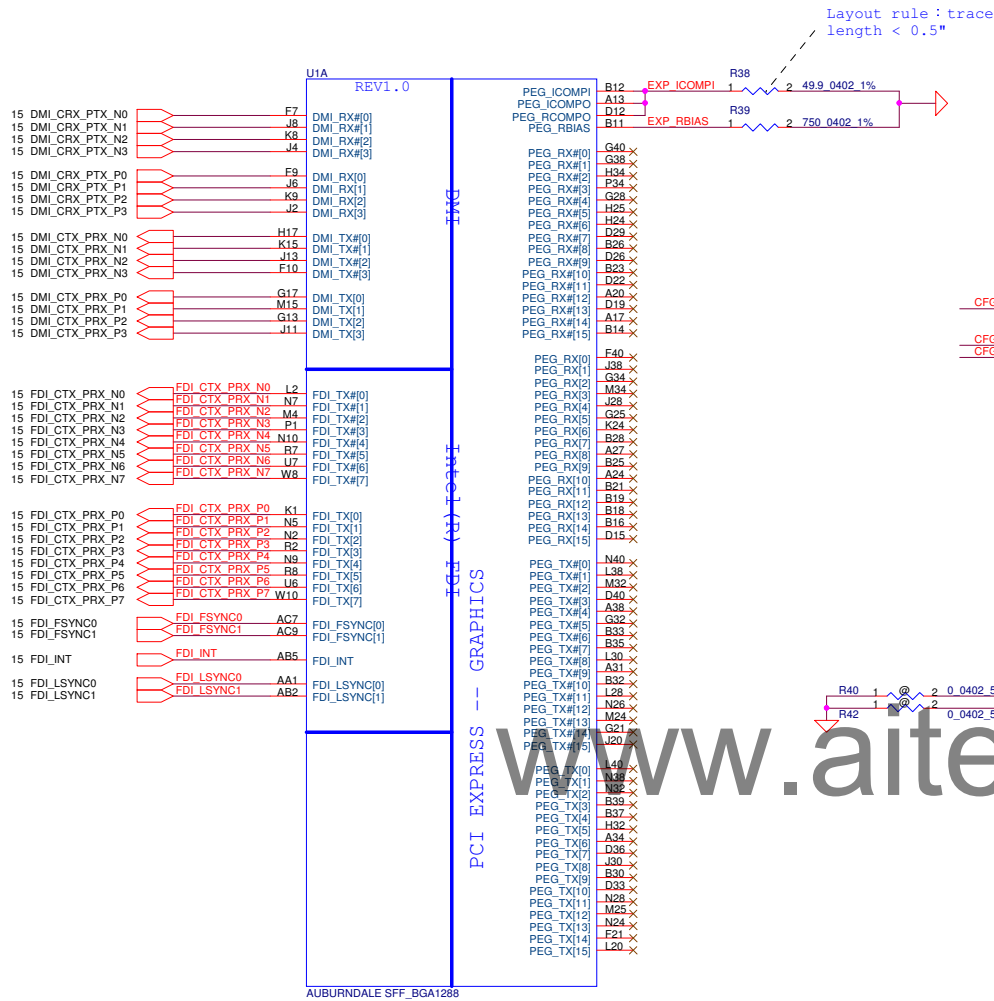 Layout rule：trace
length < 0.5"
U1A
REV1.0
15 DMI_CRX_PTX_N0 F7 DMI_RX#[0]
15 DMI_CRX_PTX_N1 J8 DMI_RX#[1]
15 DMI_CRX_PTX_N2 K8 DMI_RX#[2]
15 DMI_CRX_PTX_N3 J4 DMI_RX#[3]
15 DMI_CRX_PTX_P0 F9 DMI_RX[0]
15 DMI_CRX_PTX_P1 J6 DMI_RX[1]
15 DMI_CRX_PTX_P2 K9 DMI_RX[2]
15 DMI_CRX_PTX_P3 J2 DMI_RX[3]
15 DMI_CTX_PRX_N0 H17 DMI_TX#[0]
15 DMI_CTX_PRX_N1 K15 DMI_TX#[1]
15 DMI_CTX_PRX_N2 J13 DMI_TX#[2]
15 DMI_CTX_PRX_N3 F10 DMI_TX#[3]
15 DMI_CTX_PRX_P0 G17 DMI_TX[0]
15 DMI_CTX_PRX_P1 M15 DMI_TX[1]
15 DMI_CTX_PRX_P2 G13 DMI_TX[2]
15 DMI_CTX_PRX_P3 J11 DMI_TX[3]
15 FDI_CTX_PRX_N0 FDI_CTX_PRX_N0 L2 FDI_TX#[0]
15 FDI_CTX_PRX_N1 FDI_CTX_PRX_N1 N7 FDI_TX#[1]
15 FDI_CTX_PRX_N2 FDI_CTX_PRX_N2 M4 FDI_TX#[2]
15 FDI_CTX_PRX_N3 FDI_CTX_PRX_N3 P1 FDI_TX#[3]
15 FDI_CTX_PRX_N4 FDI_CTX_PRX_N4 N10 FDI_TX#[4]
15 FDI_CTX_PRX_N5 FDI_CTX_PRX_N5 R7 FDI_TX#[5]
15 FDI_CTX_PRX_N6 FDI_CTX_PRX_N6 U7 FDI_TX#[6]
15 FDI_CTX_PRX_N7 FDI_CTX_PRX_N7 W8 FDI_TX#[7]
15 FDI_CTX_PRX_P0 FDI_CTX_PRX_P0 K1 FDI_TX[0]
15 FDI_CTX_PRX_P1 FDI_CTX_PRX_P1 N5 FDI_TX[1]
15 FDI_CTX_PRX_P2 FDI_CTX_PRX_P2 N2 FDI_TX[2]
15 FDI_CTX_PRX_P3 FDI_CTX_PRX_P3 R2 FDI_TX[3]
15 FDI_CTX_PRX_P4 FDI_CTX_PRX_P4 N9 FDI_TX[4]
15 FDI_CTX_PRX_P5 FDI_CTX_PRX_P5 R8 FDI_TX[5]
15 FDI_CTX_PRX_P6 FDI_CTX_PRX_P6 U6 FDI_TX[6]
15 FDI_CTX_PRX_P7 FDI_CTX_PRX_P7 W10 FDI_TX[7]
15 FDI_FSYNC0 FDI_FSYNC0 AC7 FDI_FSYNC[0]
15 FDI_FSYNC1 FDI_FSYNC1 AC9 FDI_FSYNC[1]
15 FDI_INT FDI_INT AB5 FDI_INT
15 FDI_LSYNC0 FDI_LSYNC0 AA1 FDI_LSYNC[0]
15 FDI_LSYNC1 FDI_LSYNC1 AB2 FDI_LSYNC[1]
DMI
Intel(R) FDI
PCI EXPRESS -- GRAPHICS
PEG_ICOMPI B12 EXP_ICOMPI 1 R38 2 49.9_0402_1%
PEG_ICOMPO A13
PEG_RCOMPO D12
PEG_RBIAS B11 EXP_RBIAS 1 R39 2 750_0402_1%
PEG_RX#[0] G40
PEG_RX#[1] G38
PEG_RX#[2] H34
PEG_RX#[3] P34
PEG_RX#[4] G28
PEG_RX#[5] H25
PEG_RX#[6] H24
PEG_RX#[7] D29
PEG_RX#[8] B26
PEG_RX#[9] D26
PEG_RX#[10] B23
PEG_RX#[11] D22
PEG_RX#[12] A20
PEG_RX#[13] D19
PEG_RX#[14] A17
PEG_RX#[15] B14
PEG_RX[0] F40
PEG_RX[1] J38
PEG_RX[2] G34
PEG_RX[3] M34
PEG_RX[4] J28
PEG_RX[5] G25
PEG_RX[6] K24
PEG_RX[7] B28
PEG_RX[8] A27
PEG_RX[9] B25
PEG_RX[10] A24
PEG_RX[11] B21
PEG_RX[12] B19
PEG_RX[13] B18
PEG_RX[14] B16
PEG_RX[15] D15
PEG_TX#[0] N40
PEG_TX#[1] L38
PEG_TX#[2] M32
PEG_TX#[3] D40
PEG_TX#[4] A38
PEG_TX#[5] G32
PEG_TX#[6] B33
PEG_TX#[7] B35
PEG_TX#[8] L30
PEG_TX#[9] A31
PEG_TX#[10] B32
PEG_TX#[11] L28
PEG_TX#[12] N26
PEG_TX#[13] M24
PEG_TX#[14] G21
PEG_TX#[15] J20
PEG_TX[0] L40
PEG_TX[1] N38
PEG_TX[2] N32
PEG_TX[3] B39
PEG_TX[4] B37
PEG_TX[5] H32
PEG_TX[6] A34
PEG_TX[7] D36
PEG_TX[8] J30
PEG_TX[9] B30
PEG_TX[10] D33
PEG_TX[11] N28
PEG_TX[12] M25
PEG_TX[13] N24
PEG_TX[14] F21
PEG_TX[15] L20
AUBURNDALE SFF_BGA1288
CFG
CFG
CFG
R40 1 @ 2 0_0402_5
R42 1 @ 2 0_0402_5
www.aite